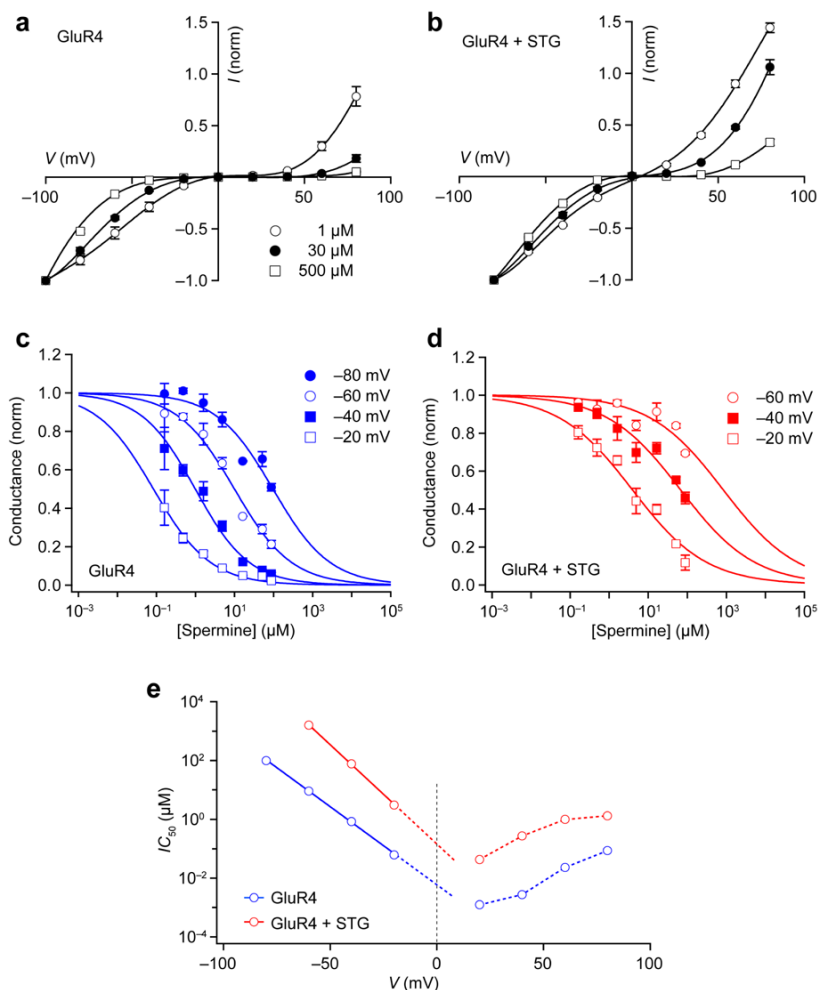 a
GluR4
1.5
I (norm)
1.0
0.5
V (mV)
–100
100
–0.5
–1.0
1 µM
30 µM
500 µM
b
GluR4 + STG
1.5
I (norm)
1.0
0.5
V (mV)
–100
100
–0.5
–1.0
c
1.0
0.8
0.6
0.4
0.2
0.0
Conductance (norm)
–80 mV
–60 mV
–40 mV
–20 mV
GluR4
10–3
10–1
101
103
105
[Spermine] (µM)
d
1.0
0.8
0.6
0.4
0.2
0.0
Conductance (norm)
–60 mV
–40 mV
–20 mV
GluR4 + STG
10–3
10–1
101
103
105
[Spermine] (µM)
e
104
102
100
10–2
10–4
IC50 (µM)
GluR4
GluR4 + STG
–100
–50
0
50
100
V (mV)